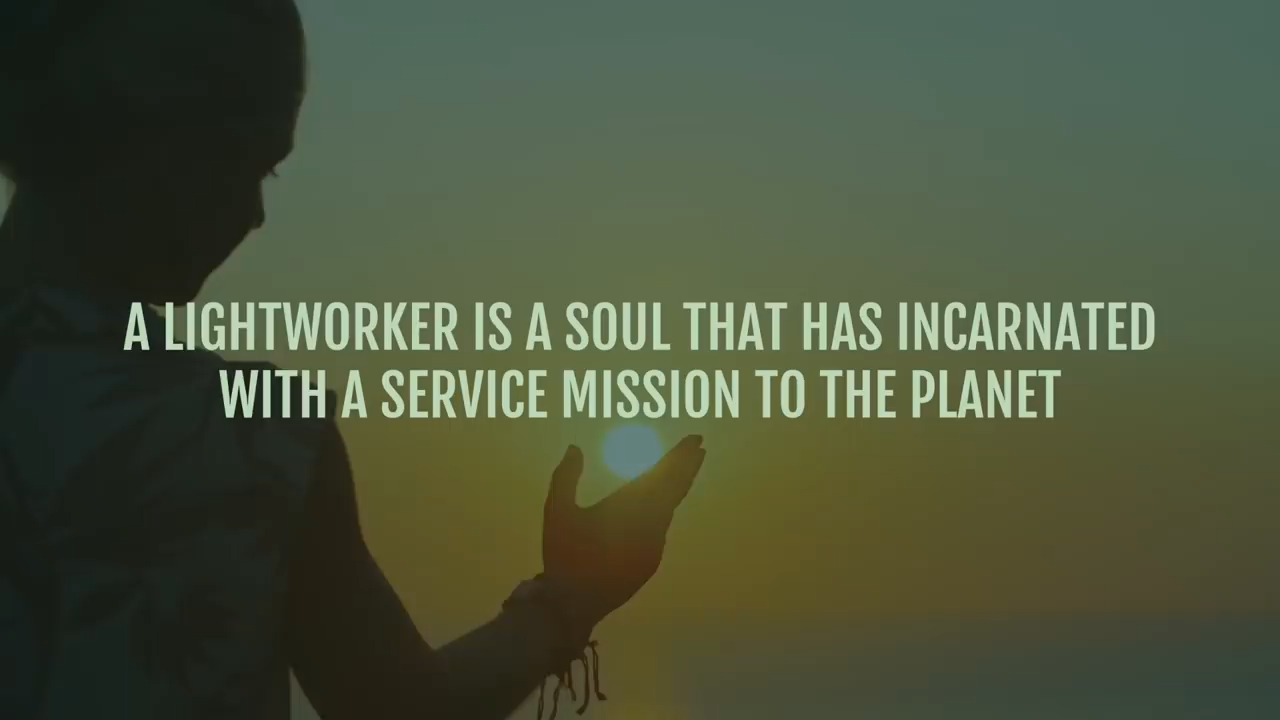 A LIGHTWORKER IS A SOUL THAT HAS INCARNATED
WITH A SERVICE MISSION TO THE PLANET